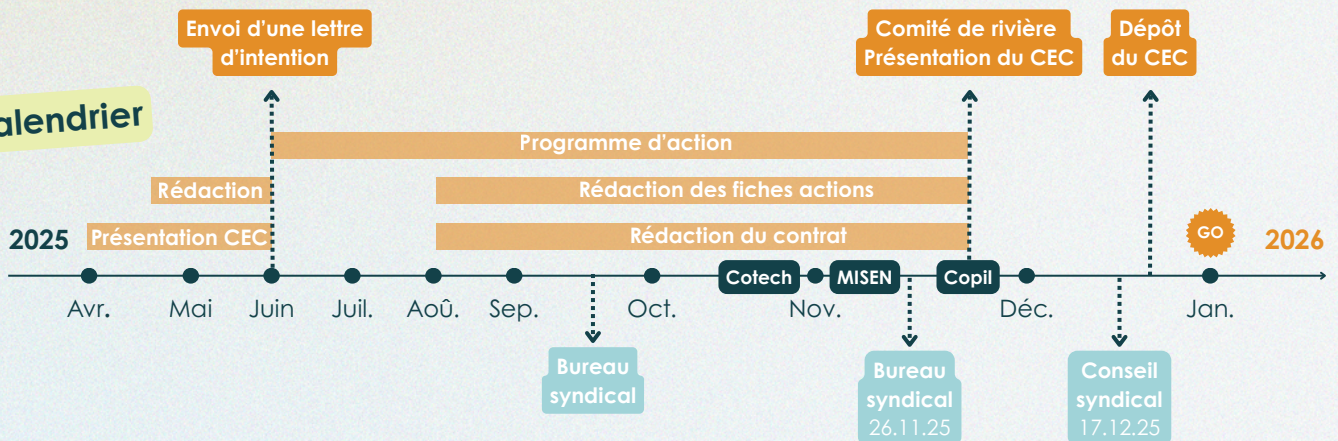 Envoi d'une lettre
d'intention
Comité de rivière
Présentation du CEC
Dépôt
du CEC
alendrier
Programme d'action
Rédaction
Rédaction des fiches actions
2025
Présentation CEC
Rédaction du contrat
GO
2026
Cotech
MISEN
Copil
Avr.
Mai
Juin
Juil.
Aoû.
Sep.
Oct.
Nov.
Déc.
Jan.
Bureau
syndical
Bureau
syndical
26.11.25
Conseil
syndical
17.12.25